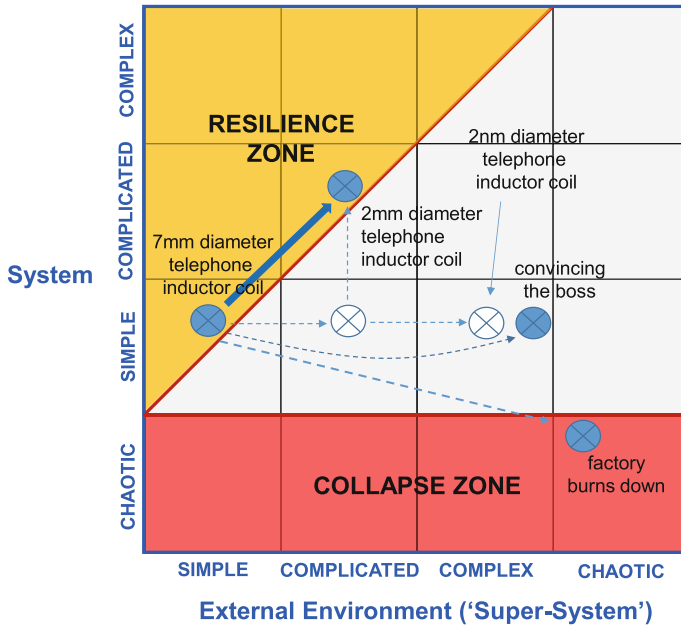 COMPLEX
COMPLICATED
SIMPLE
CHAOTIC
System
RESILIENCE
ZONE
2nm diameter
telephone
inductor coil
7mm diameter
telephone
inductor coil
2mm diameter
telephone
inductor coil
convincing
the boss
factory
burns down
COLLAPSE ZONE
SIMPLE
COMPLICATED
COMPLEX
CHAOTIC
External Environment (‘Super-System’)